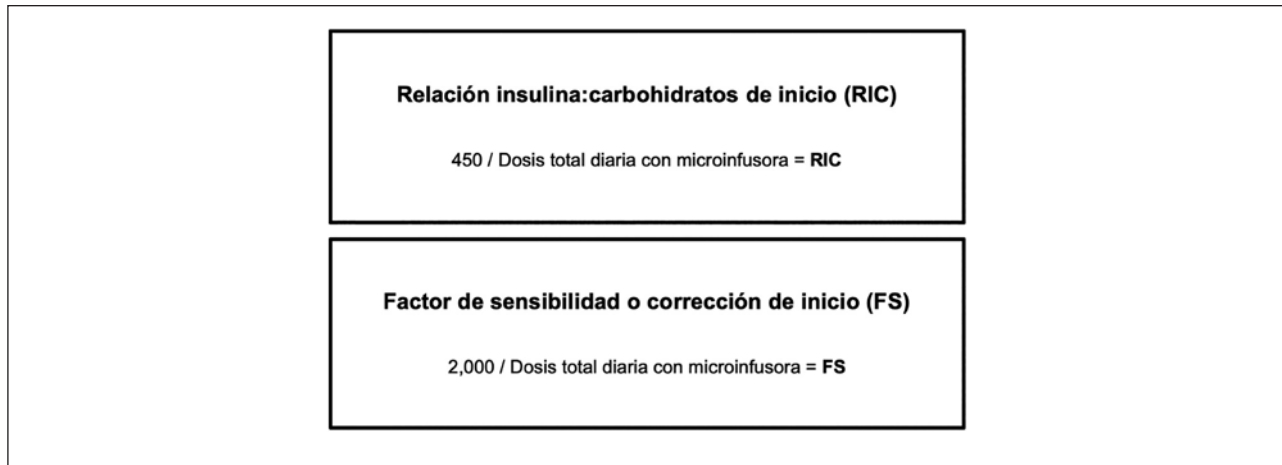 Relación insulina:carbohidratos de inicio (RIC)
450 / Dosis total diaria con microinfusora = RIC
Factor de sensibilidad o corrección de inicio (FS)
2,000 / Dosis total diaria con microinfusora = FS